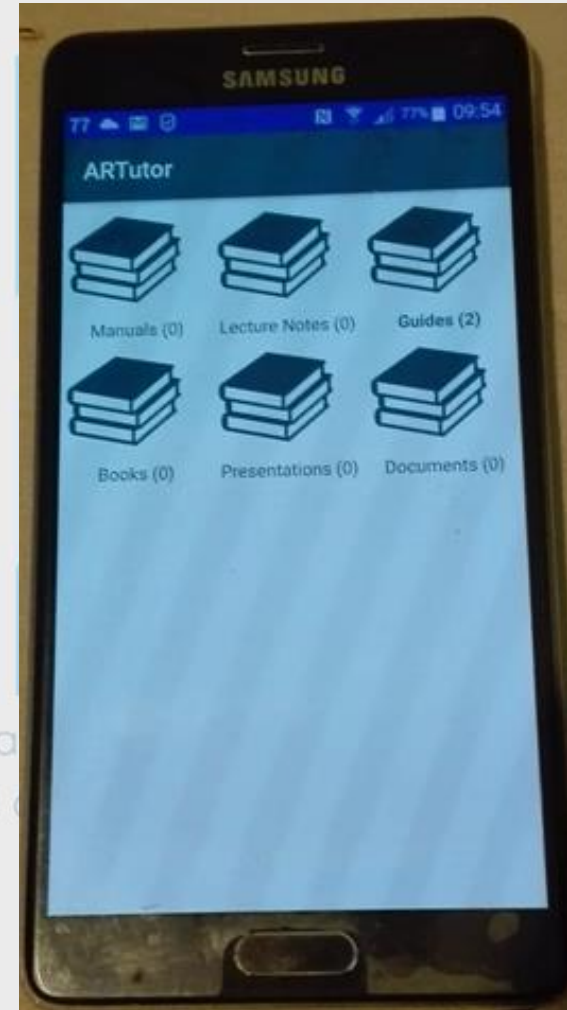 SAMSUNG
77 77% 09:54
ARTutor
Manuals (0) Lecture Notes (0) Guides (2)
Books (0) Presentations (0) Documents (0)